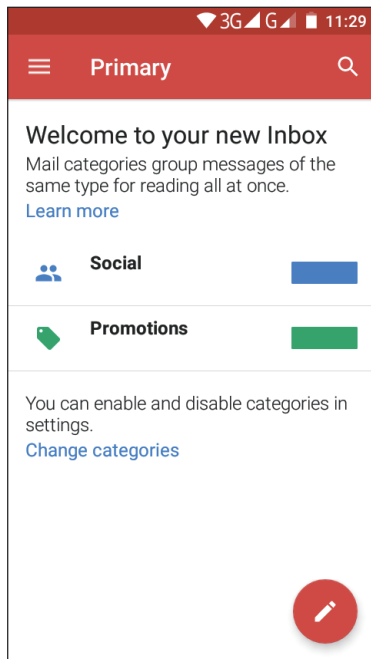 3G G 11:29
Primary
Welcome to your new Inbox
Mail categories group messages of the
same type for reading all at once.
Learn more
Social
Promotions
You can enable and disable categories in
settings.
Change categories